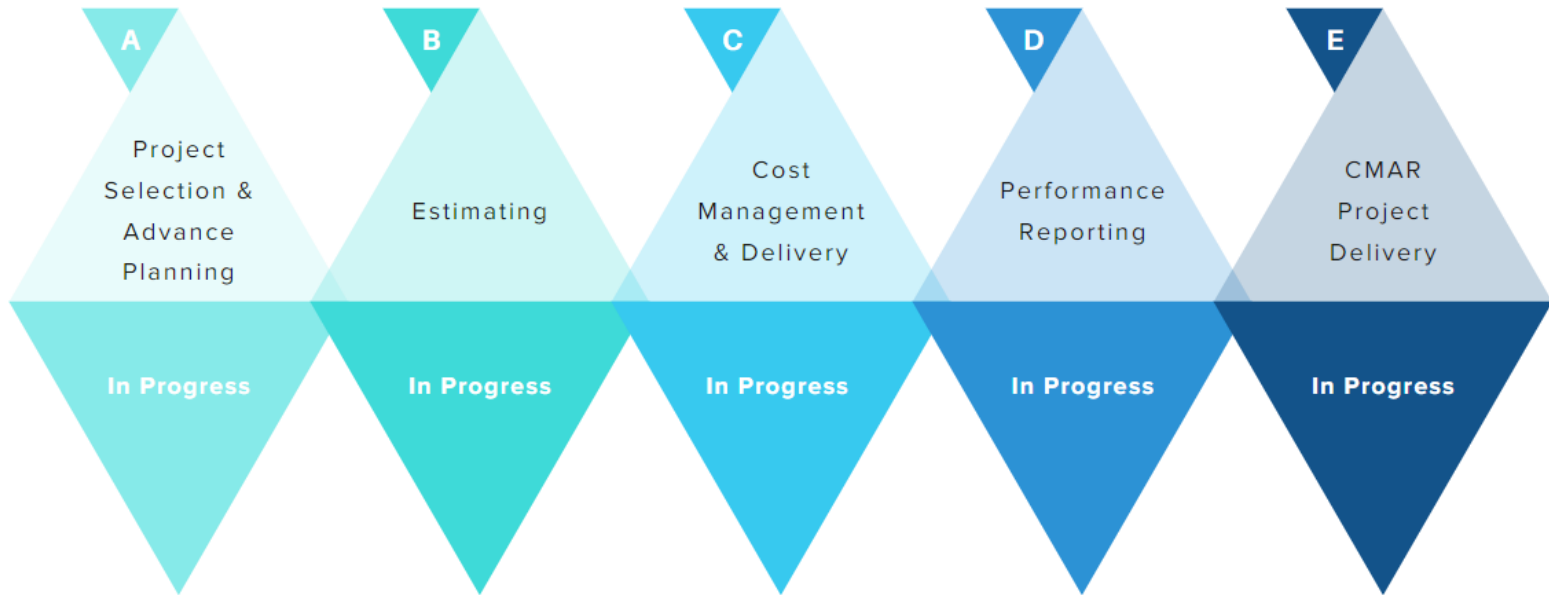 A
Project
Selection &
Advance
Planning
In Progress
B
Estimating
In Progress
C
Cost
Management
& Delivery
In Progress
D
Performance
Reporting
In Progress
E
CMAR
Project
Delivery
In Progress